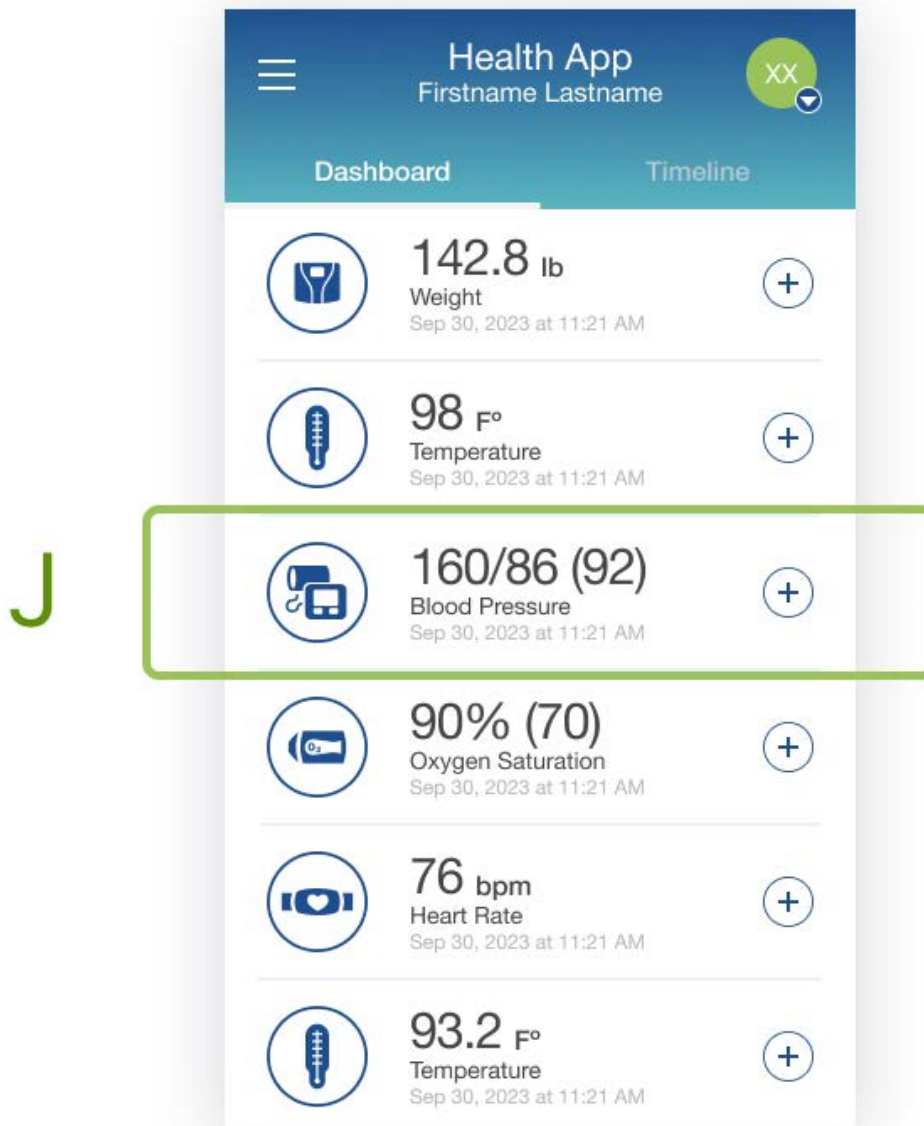 Health App
Firstname Lastname
XX
Dashboard
Timeline
142.8 lb
Weight
Sep 30, 2023 at 11:21 AM
98 Fº
Temperature
Sep 30, 2023 at 11:21 AM
J
160/86 (92)
Blood Pressure
Sep 30, 2023 at 11:21 AM
90% (70)
O₂
Oxygen Saturation
Sep 30, 2023 at 11:21 AM
76 bpm
Heart Rate
Sep 30, 2023 at 11:21 AM
93.2 Fº
Temperature
Sep 30, 2023 at 11:21 AM